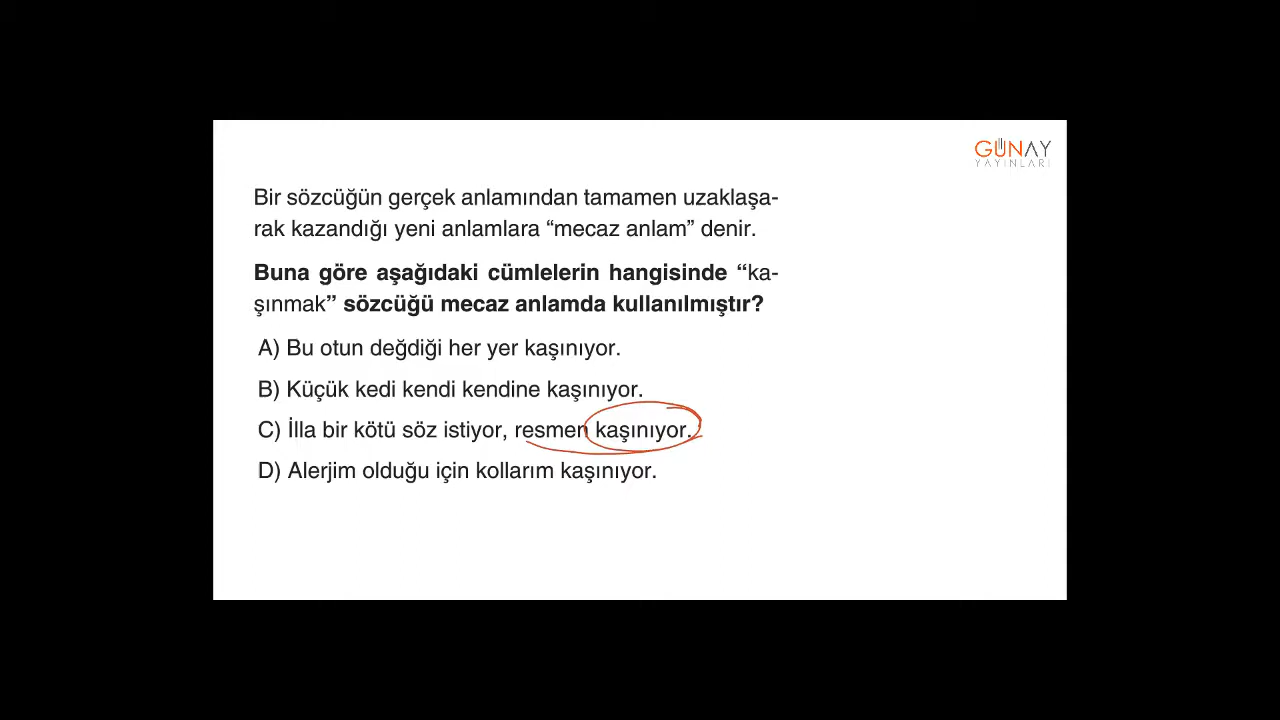 GÜNAY
YAYINLARI
Bir sözcüğün gerçek anlamından tamamen uzaklaşa-
rak kazandığı yeni anlamlara “mecaz anlam” denir.
Buna göre aşağıdaki cümlelerin hangisinde “ka-
şınmak” sözcüğü mecaz anlamda kullanılmıştır?
A) Bu otun değdiği her yer kaşınıyor.
B) Küçük kedi kendi kendine kaşınıyor.
C) İlla bir kötü söz istiyor, resmen kaşınıyor.
D) Alerjim olduğu için kollarım kaşınıyor.